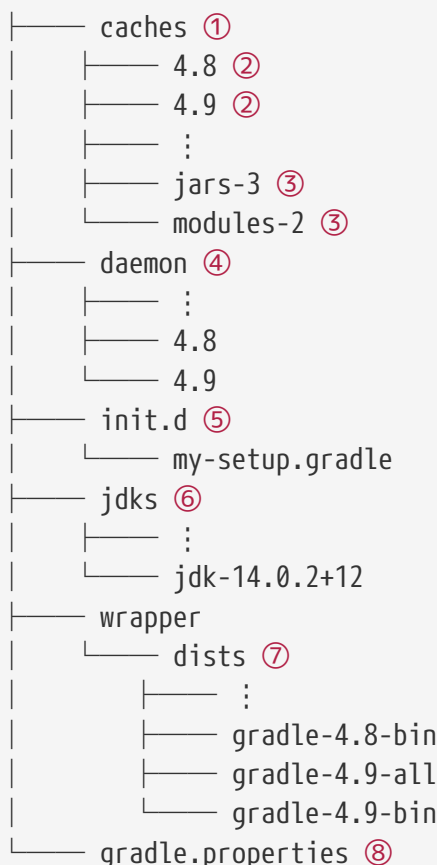 ├── caches ①
│   ├── 4.8 ②
│   ├── 4.9 ②
│   ├── ⋮
│   ├── jars-3 ③
│   └── modules-2 ③
├── daemon ④
│   ├── ⋮
│   ├── 4.8
│   └── 4.9
├── init.d ⑤
│   └── my-setup.gradle
├── jdks ⑥
│   ├── ⋮
│   └── jdk-14.0.2+12
├── wrapper
│   └── dists ⑦
│       ├── ⋮
│       ├── gradle-4.8-bin
│       ├── gradle-4.9-all
│       └── gradle-4.9-bin
└── gradle.properties ⑧